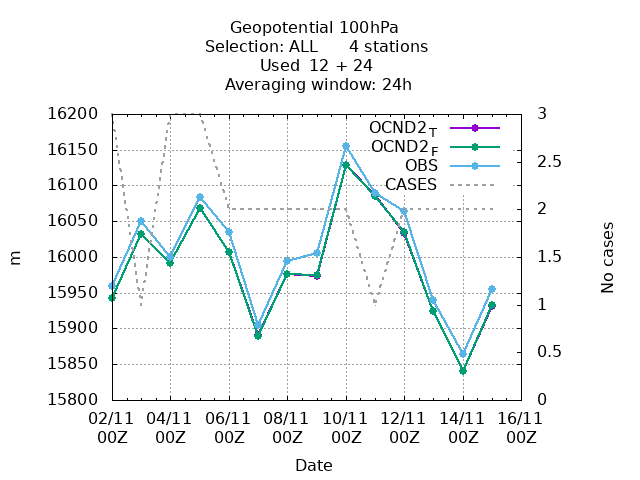 Geopotential 100hPa
Selection: ALL 4 stations
Used 12 + 24
Averaging window: 24h
OCND2T
OCND2F
OBS
CASES
16200
16150
16100
16050
16000
15950
15900
15850
15800
m
3
2.5
2
1.5
1
0.5
0
No cases
02/11 04/11 06/11 08/11 10/11 12/11 14/11 16/11
00Z 00Z 00Z 00Z 00Z 00Z 00Z 00Z
Date